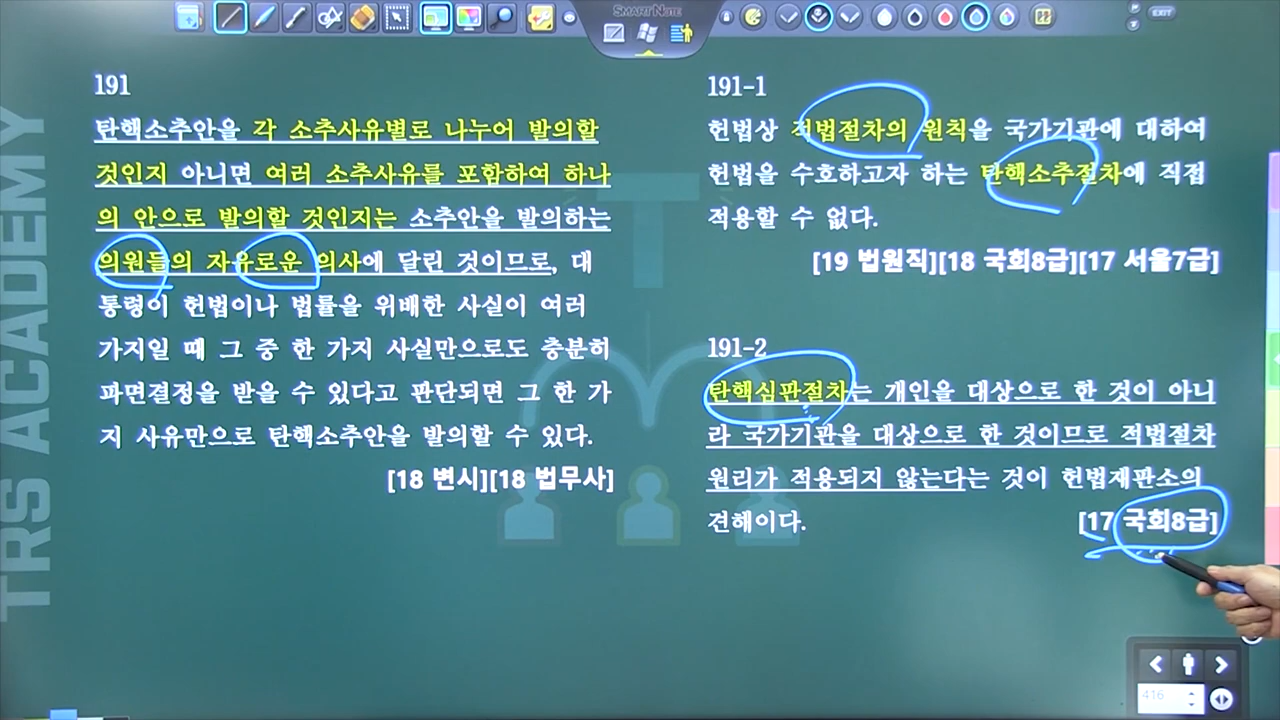 SMART NOTE
EXIT
191
탄핵소추안을 각 소추사유별로 나누어 발의할
것인지 아니면 여러 소추사유를 포함하여 하나
의 안으로 발의할 것인지는 소추안을 발의하는
의원들의 자유로운 의사에 달린 것이므로, 대
통령이 헌법이나 법률을 위배한 사실이 여러
가지일 때 그 중 한 가지 사실만으로도 충분히
파면결정을 받을 수 있다고 판단되면 그 한 가
지 사유만으로 탄핵소추안을 발의할 수 있다.
[18 변시][18 법무사]
191-1
헌법상 적법절차의 원칙을 국가기관에 대하여
헌법을 수호하고자 하는 탄핵소추절차에 직접
적용할 수 없다.
[19 법원직][18 국회8급][17 서울7급]
191-2
탄핵심판절차는 개인을 대상으로 한 것이 아니
라 국가기관을 대상으로 한 것이므로 적법절차
원리가 적용되지 않는다는 것이 헌법재판소의
견해이다.
[17 국회8급]
TRS ACADEMY
416